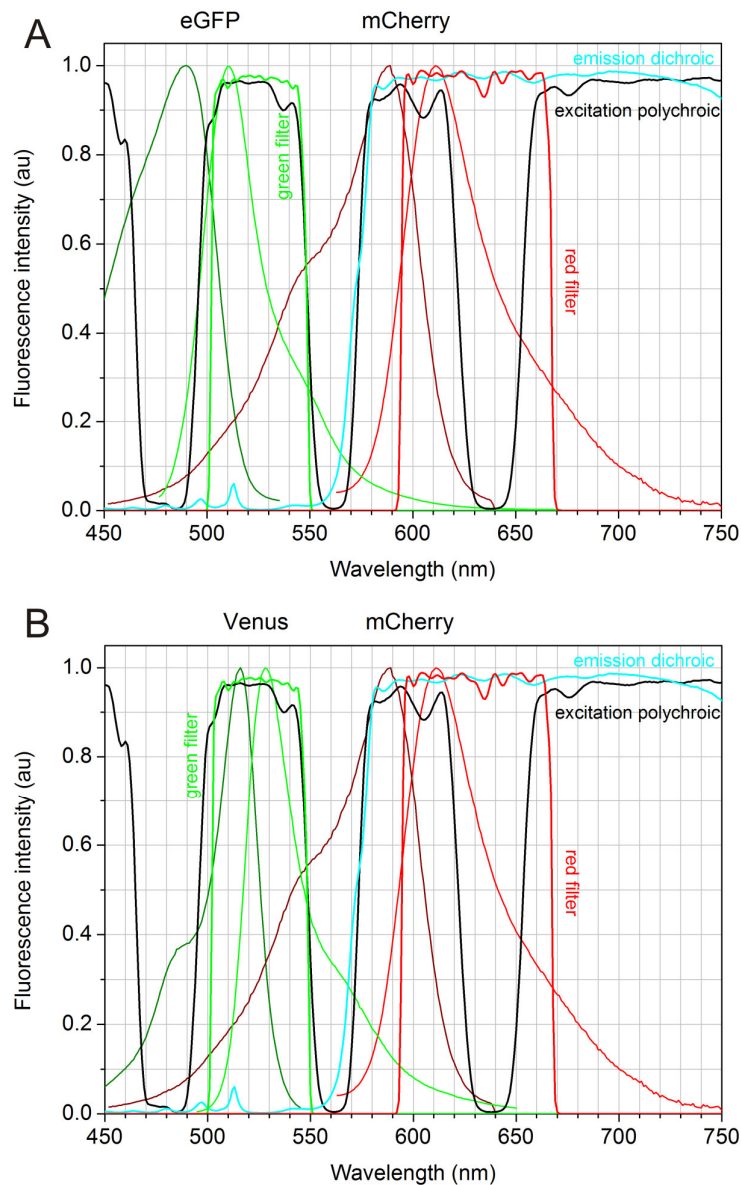 A
eGFP
mCherry
emission dichroic
excitation polychroic
green filter
red filter
Fluorescence intensity (au)
1.0
0.8
0.6
0.4
0.2
0.0
450 500 550 600 650 700 750
Wavelength (nm)
B
Venus
mCherry
emission dichroic
excitation polychroic
green filter
red filter
Fluorescence intensity (au)
1.0
0.8
0.6
0.4
0.2
0.0
450 500 550 600 650 700 750
Wavelength (nm)